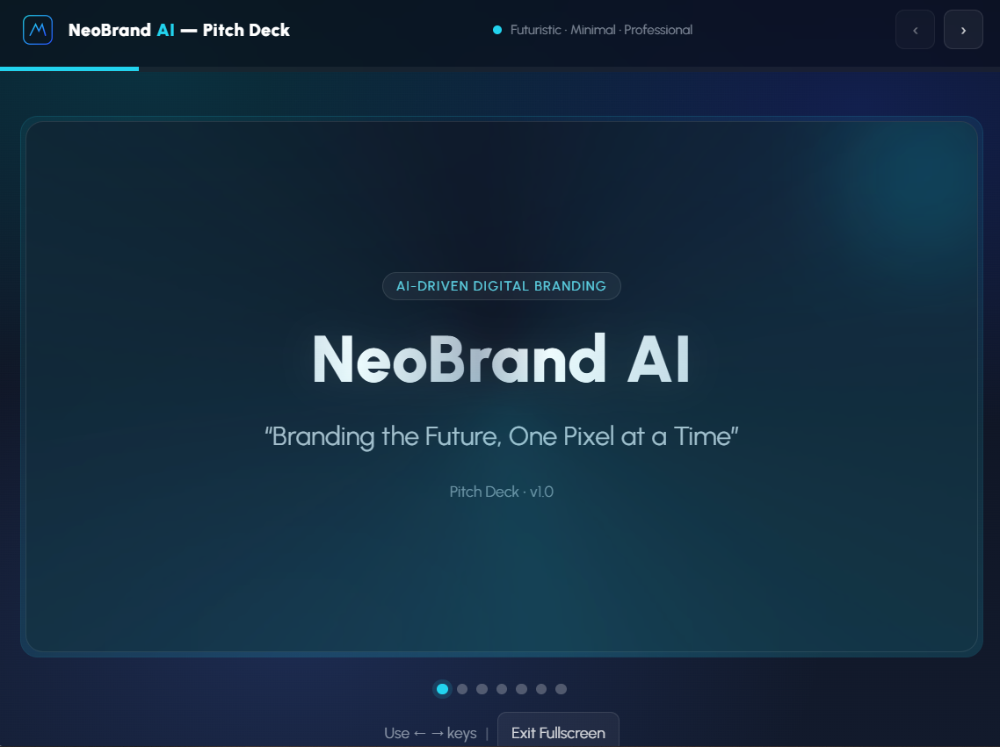 NeoBrand AI — Pitch Deck
Futuristic · Minimal · Professional
‹ ›
AI-DRIVEN DIGITAL BRANDING
NeoBrand AI
“Branding the Future, One Pixel at a Time”
Pitch Deck · v1.0
Use ← → keys | Exit Fullscreen